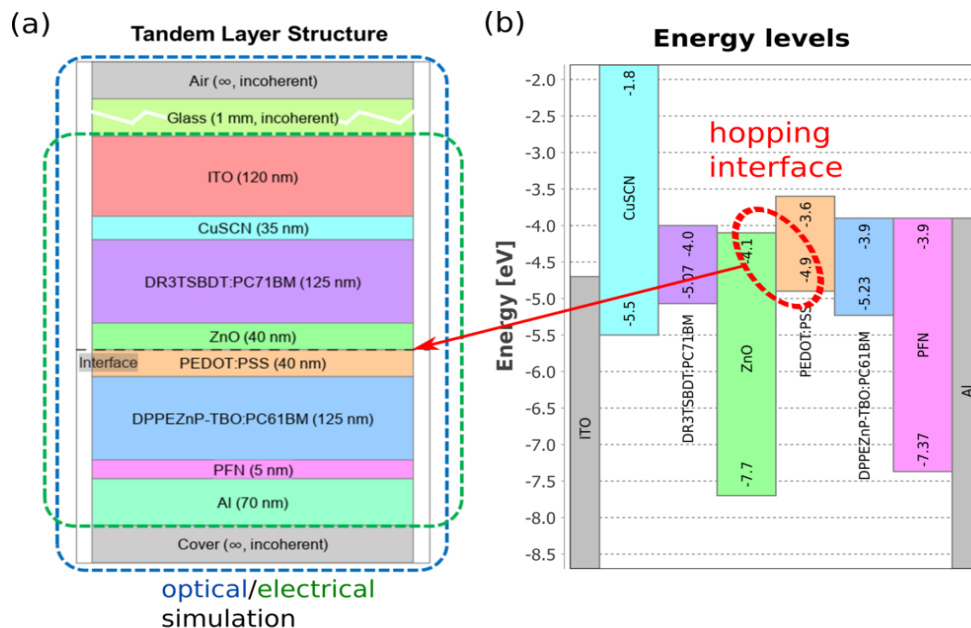 (a)
Tandem Layer Structure
Air (∞, incoherent)
Glass (1 mm, incoherent)
ITO (120 nm)
CuSCN (35 nm)
DR3TSBDT:PC71BM (125 nm)
ZnO (40 nm)
Interface
PEDOT:PSS (40 nm)
DPPEZnP-TBO:PC61BM (125 nm)
PFN (5 nm)
Al (70 nm)
Cover (∞, incoherent)
optical/electrical
simulation
(b)
Energy levels
Energy [eV]
-2.0
-2.5
-3.0
-3.5
-4.0
-4.5
-5.0
-5.5
-6.0
-6.5
-7.0
-7.5
-8.0
-8.5
hopping
interface
ITO
-1.8
CuSCN
-5.5
-4.0
-5.07
DR3TSBDT:PC71BM
-4.1
ZnO
-7.7
-3.6
-4.9
PEDOT:PSS
-3.9
-5.23
DPPEZnP-TBO:PC61BM
-3.9
PFN
-7.37
Al